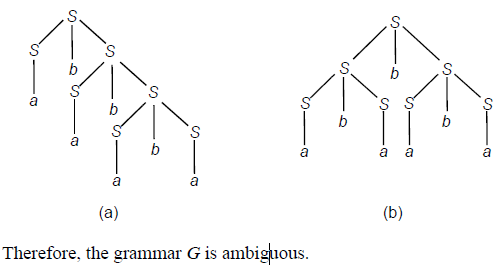 S
S b S
a S b S
a S b S
a a
(a)
S
S b S
S b S S b S
a a a a
(b)
Therefore, the grammar G is ambiguous.